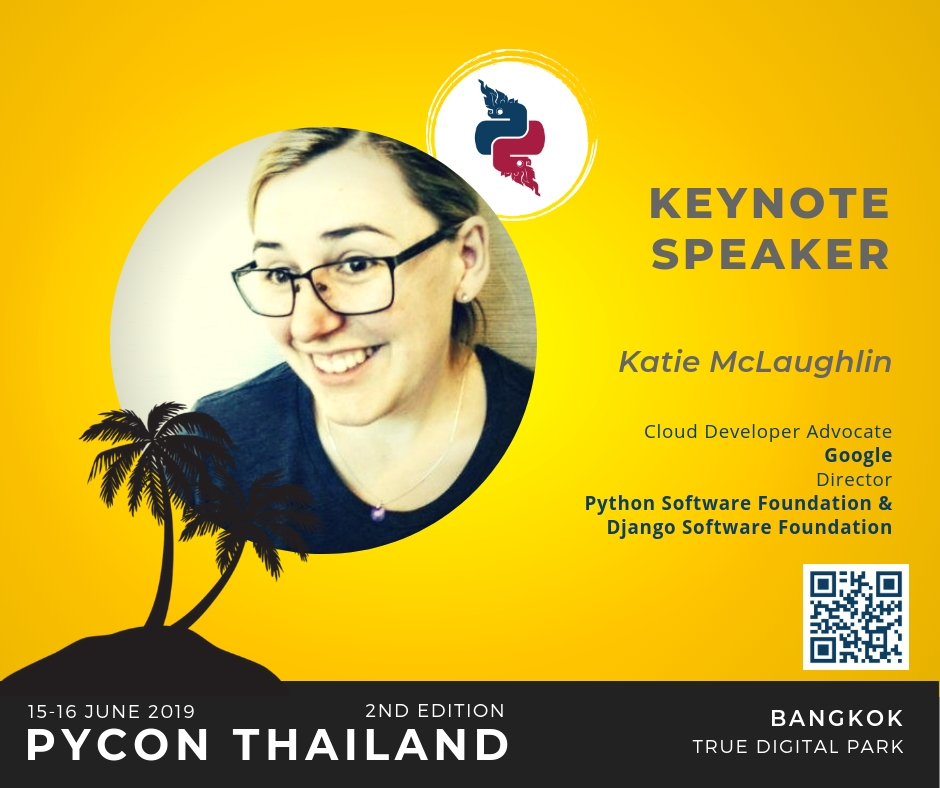 KEYNOTE
SPEAKER
Katie McLaughlin
Cloud Developer Advocate
Google
Director
Python Software Foundation &
Django Software Foundation
15-16 JUNE 2019
2ND EDITION
PYCON THAILAND
BANGKOK
TRUE DIGITAL PARK